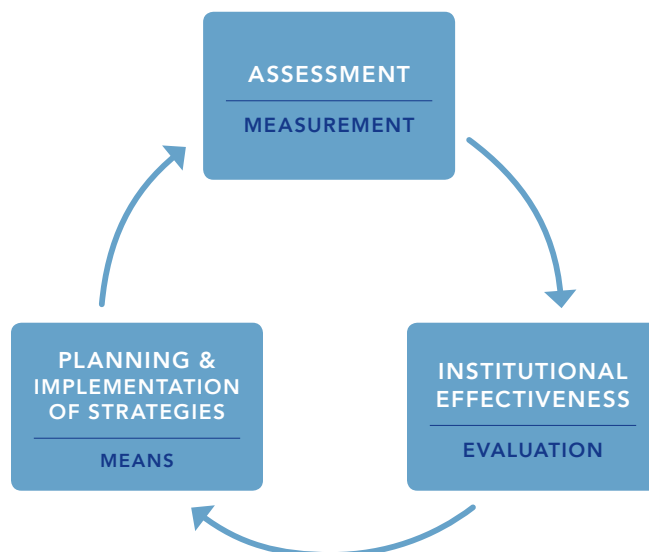 ASSESSMENT
MEASUREMENT
PLANNING &
IMPLEMENTATION
OF STRATEGIES
MEANS
INSTITUTIONAL
EFFECTIVENESS
EVALUATION